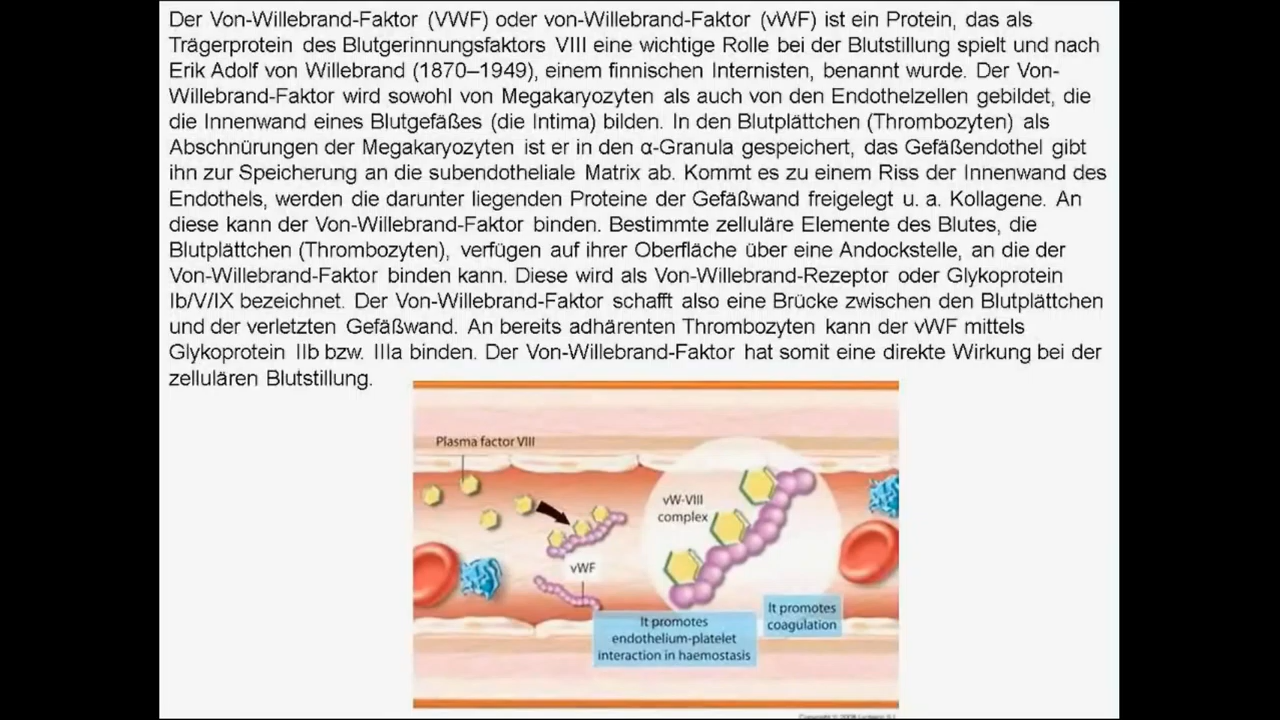 Der Von-Willebrand-Faktor (VWF) oder von-Willebrand-Faktor (vWF) ist ein Protein, das als
Trägerprotein des Blutgerinnungsfaktors VIII eine wichtige Rolle bei der Blutstillung spielt und nach
Erik Adolf von Willebrand (1870–1949), einem finnischen Internisten, benannt wurde. Der Von-
Willebrand-Faktor wird sowohl von Megakaryozyten als auch von den Endothelzellen gebildet, die
die Innenwand eines Blutgefäßes (die Intima) bilden. In den Blutplättchen (Thrombozyten) als
Abschnürungen der Megakaryozyten ist er in den α-Granula gespeichert, das Gefäßendothel gibt
ihn zur Speicherung an die subendotheliale Matrix ab. Kommt es zu einem Riss der Innenwand des
Endothels, werden die darunter liegenden Proteine der Gefäßwand freigelegt u. a. Kollagene. An
diese kann der Von-Willebrand-Faktor binden. Bestimmte zelluläre Elemente des Blutes, die
Blutplättchen (Thrombozyten), verfügen auf ihrer Oberfläche über eine Andockstelle, an die der
Von-Willebrand-Faktor binden kann. Diese wird als Von-Willebrand-Rezeptor oder Glykoprotein
Ib/V/IX bezeichnet. Der Von-Willebrand-Faktor schafft also eine Brücke zwischen den Blutplättchen
und der verletzten Gefäßwand. An bereits adhärenten Thrombozyten kann der vWF mittels
Glykoprotein IIb bzw. IIIa binden. Der Von-Willebrand-Faktor hat somit eine direkte Wirkung bei der
zellulären Blutstillung.
Plasma factor VIII
vW-VIII
complex
vWF
It promotes
endothelium-platelet
interaction in haemostasis
It promotes
coagulation